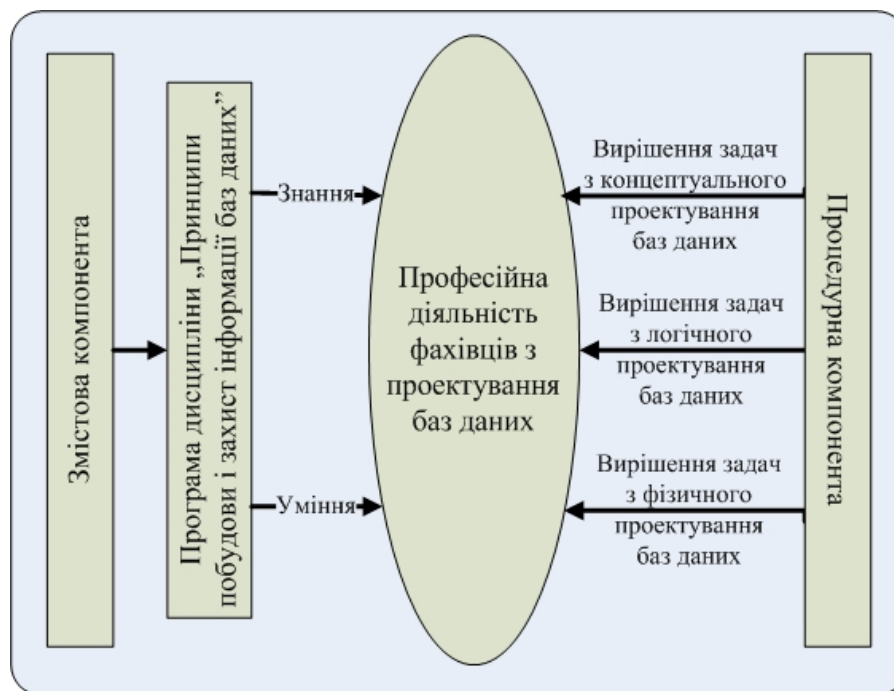 Змістова компонента
Програма дисципліни „Принципи
побудови і захист інформації баз даних”
Знання
Уміння
Професійна
діяльність
фахівців з
проектування
баз даних
Вирішення задач
з концептуального
проектування
баз даних
Вирішення задач
з логічного
проектування
баз даних
Вирішення задач
з фізичного
проектування
баз даних
Процедурна компонента